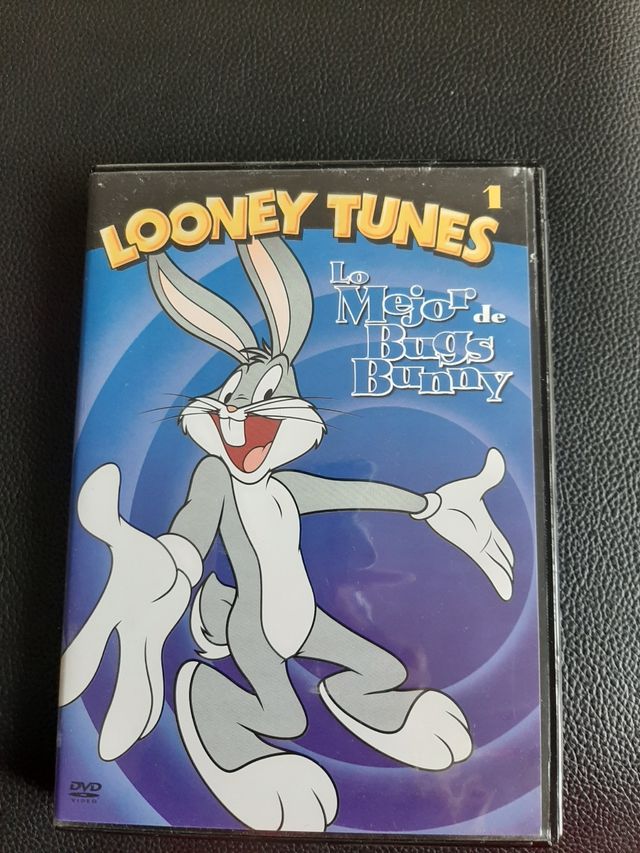 1
LOONEY TUNES
Lo
Mejor de
Bugs
Bunny
DVD
VIDEO